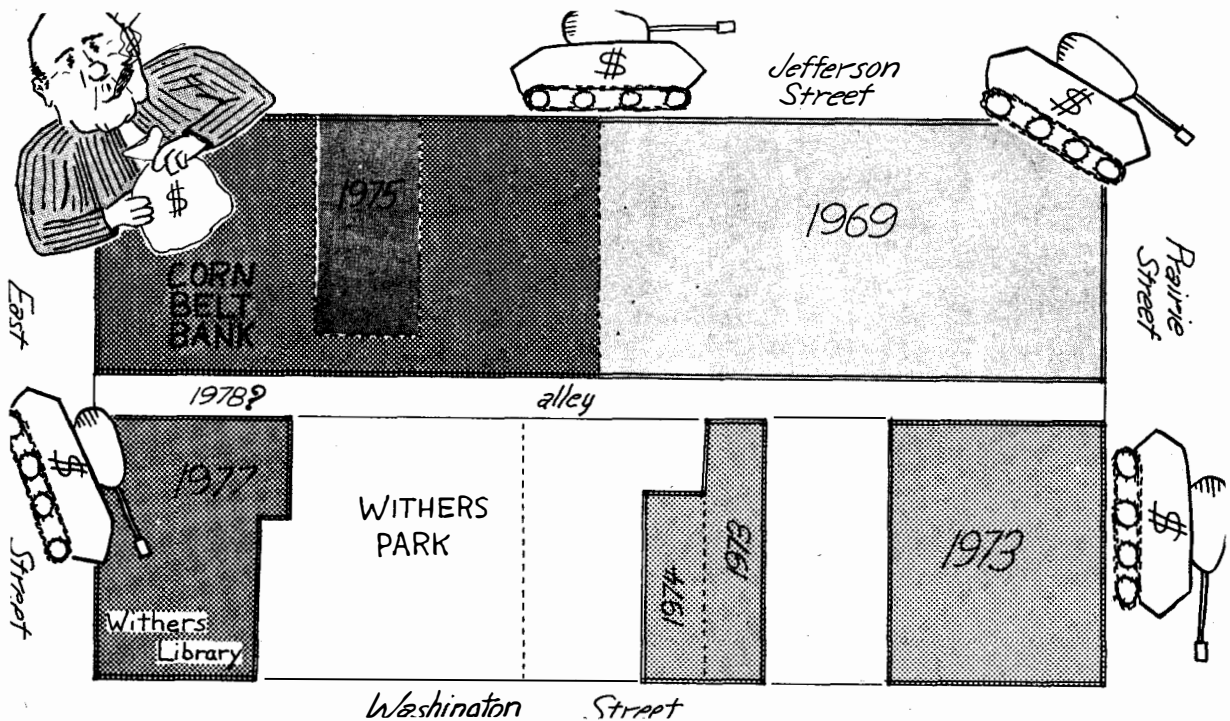 $
Jefferson
Street
$
$
1975
1969
CORN
BELT
BANK
Prairie
Street
East
1978?
alley
$
1977
WITHERS
PARK
1974
1973
1973
$
Street
Withers
Library
Washington Street